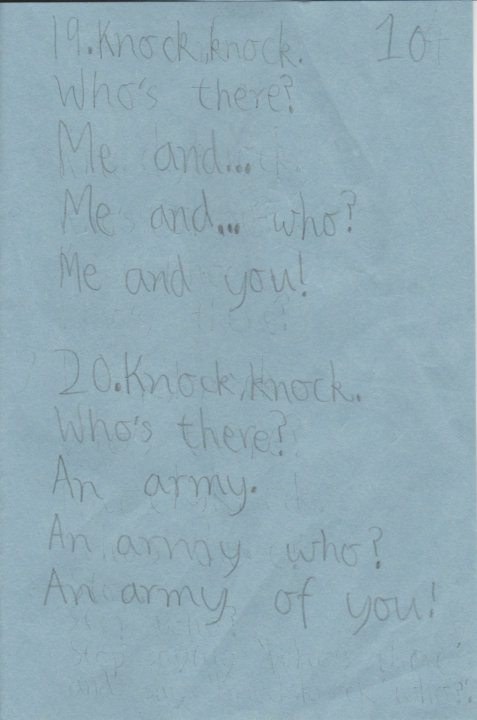 19.Knock,knock. 10
Who's there?
Me and...
Me and... who?
Me and you!
20.Knock,knock.
Who's there?
An army.
An army who?
An army of you!